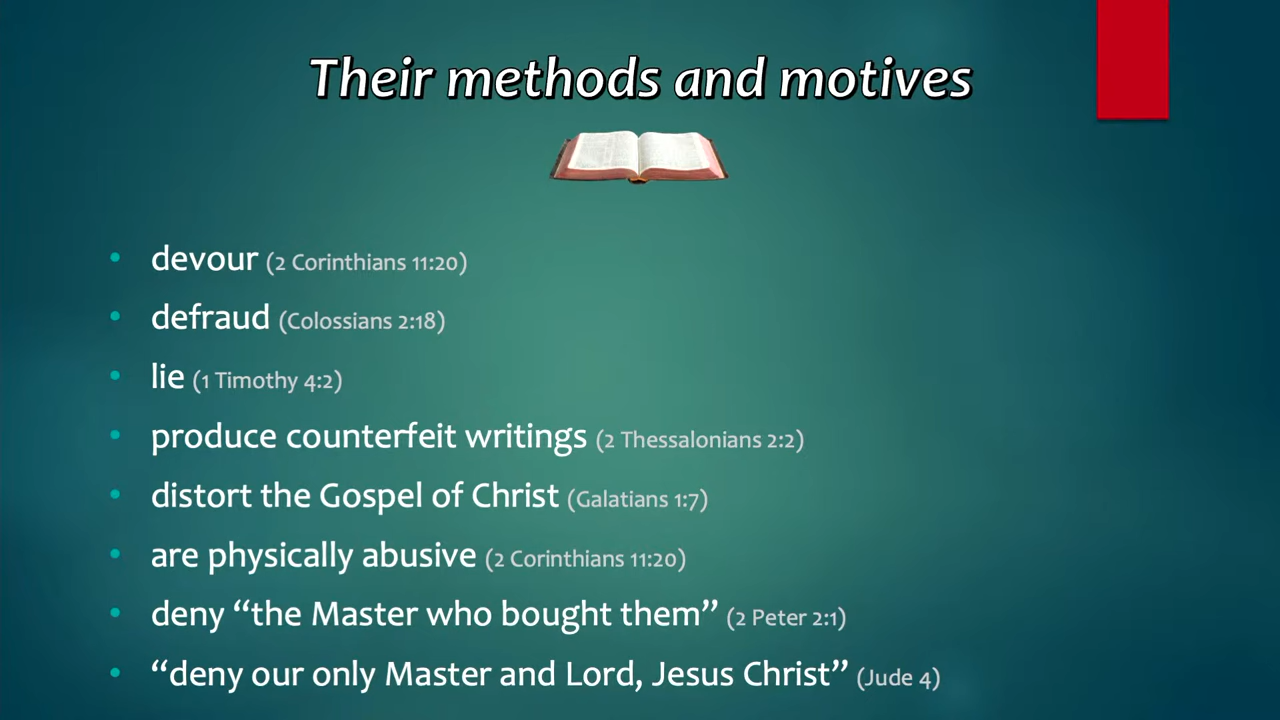 Their methods and motives
• devour (2 Corinthians 11:20)
• defraud (Colossians 2:18)
• lie (1 Timothy 4:2)
• produce counterfeit writings (2 Thessalonians 2:2)
• distort the Gospel of Christ (Galatians 1:7)
• are physically abusive (2 Corinthians 11:20)
• deny “the Master who bought them” (2 Peter 2:1)
• “deny our only Master and Lord, Jesus Christ” (Jude 4)